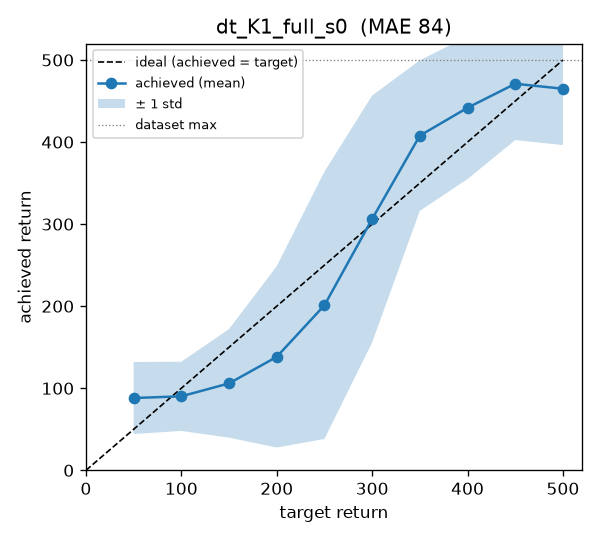 dt_K1_full_s0  (MAE 84)
ideal (achieved = target)
achieved (mean)
± 1 std
dataset max
500
400
300
200
100
0
achieved return
0 100 200 300 400 500
target return